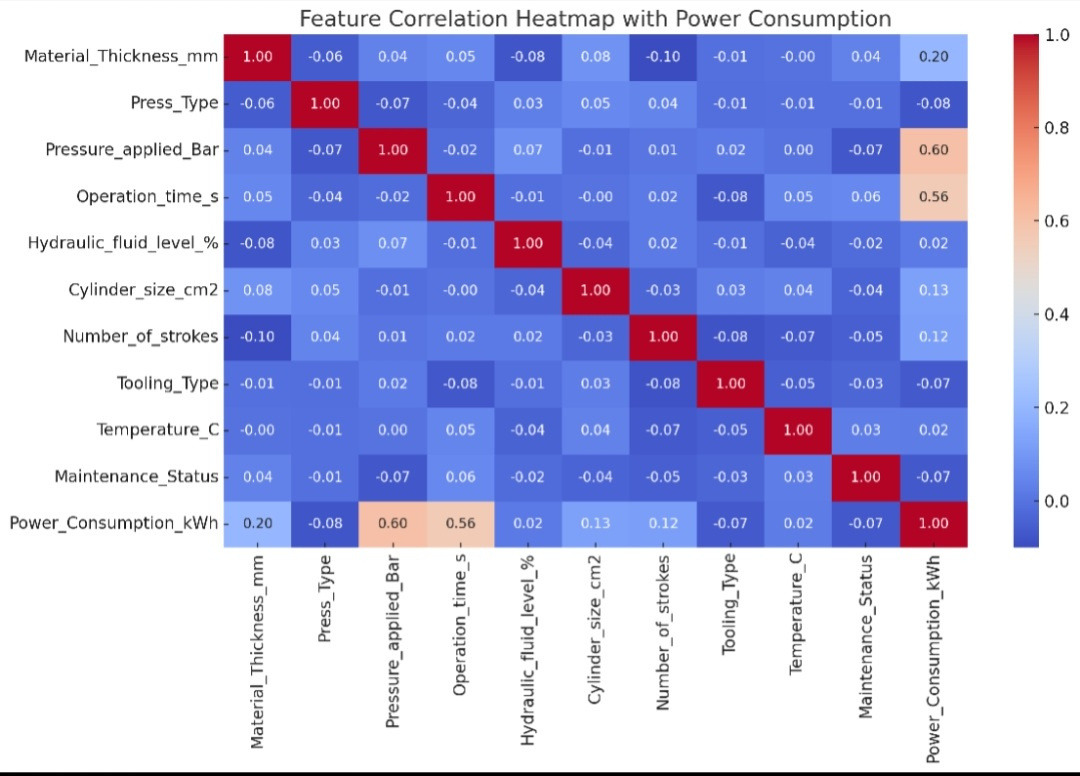 Feature Correlation Heatmap with Power Consumption
Material_Thickness_mm 1.00 -0.06 0.04 0.05 -0.08 0.08 -0.10 -0.01 -0.00 0.04 0.20
Press_Type -0.06 1.00 -0.07 -0.04 0.03 0.05 0.04 -0.01 -0.01 -0.01 -0.08
Pressure_applied_Bar 0.04 -0.07 1.00 -0.02 0.07 -0.01 0.01 0.02 0.00 -0.07 0.60
Operation_time_s 0.05 -0.04 -0.02 1.00 -0.01 -0.00 0.02 -0.08 0.05 0.06 0.56
Hydraulic_fluid_level_% -0.08 0.03 0.07 -0.01 1.00 -0.04 0.02 -0.01 -0.04 -0.02 0.02
Cylinder_size_cm2 0.08 0.05 -0.01 -0.00 -0.04 1.00 -0.03 0.03 0.04 -0.04 0.13
Number_of_strokes -0.10 0.04 0.01 0.02 0.02 -0.03 1.00 -0.08 -0.07 -0.05 0.12
Tooling_Type -0.01 -0.01 0.02 -0.08 -0.01 0.03 -0.08 1.00 -0.05 -0.03 -0.07
Temperature_C -0.00 -0.01 0.00 0.05 -0.04 0.04 -0.07 -0.05 1.00 0.03 0.02
Maintenance_Status 0.04 -0.01 -0.07 0.06 -0.02 -0.04 -0.05 -0.03 0.03 1.00 -0.07
Power_Consumption_kWh 0.20 -0.08 0.60 0.56 0.02 0.13 0.12 -0.07 0.02 -0.07 1.00
Material_Thickness_mm
Press_Type
Pressure_applied_Bar
Operation_time_s
Hydraulic_fluid_level_%
Cylinder_size_cm2
Number_of_strokes
Tooling_Type
Temperature_C
Maintenance_Status
Power_Consumption_kWh
1.0
0.8
0.6
0.4
0.2
0.0